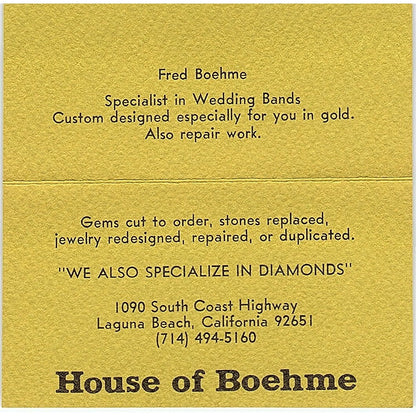 Fred Boehme
Specialist in Wedding Bands
Custom designed especially for you in gold.
Also repair work.
Gems cut to order, stones replaced,
jewelry redesigned, repaired, or duplicated.
"WE ALSO SPECIALIZE IN DIAMONDS"
1090 South Coast Highway
Laguna Beach, California 92651
(714) 494-5160
House of Boehme